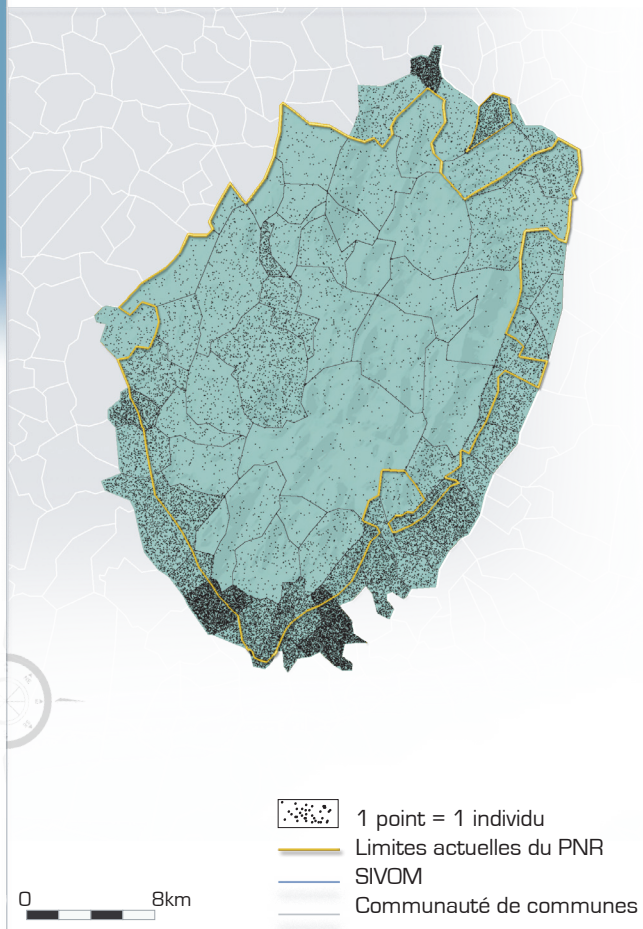 1 point = 1 individu
Limites actuelles du PNR
SIVOM
Communauté de communes
0 8km